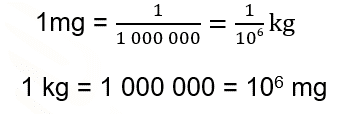 1mg = 1/1 000 000 = 1/10⁶ kg
1 kg = 1 000 000 = 10⁶ mg